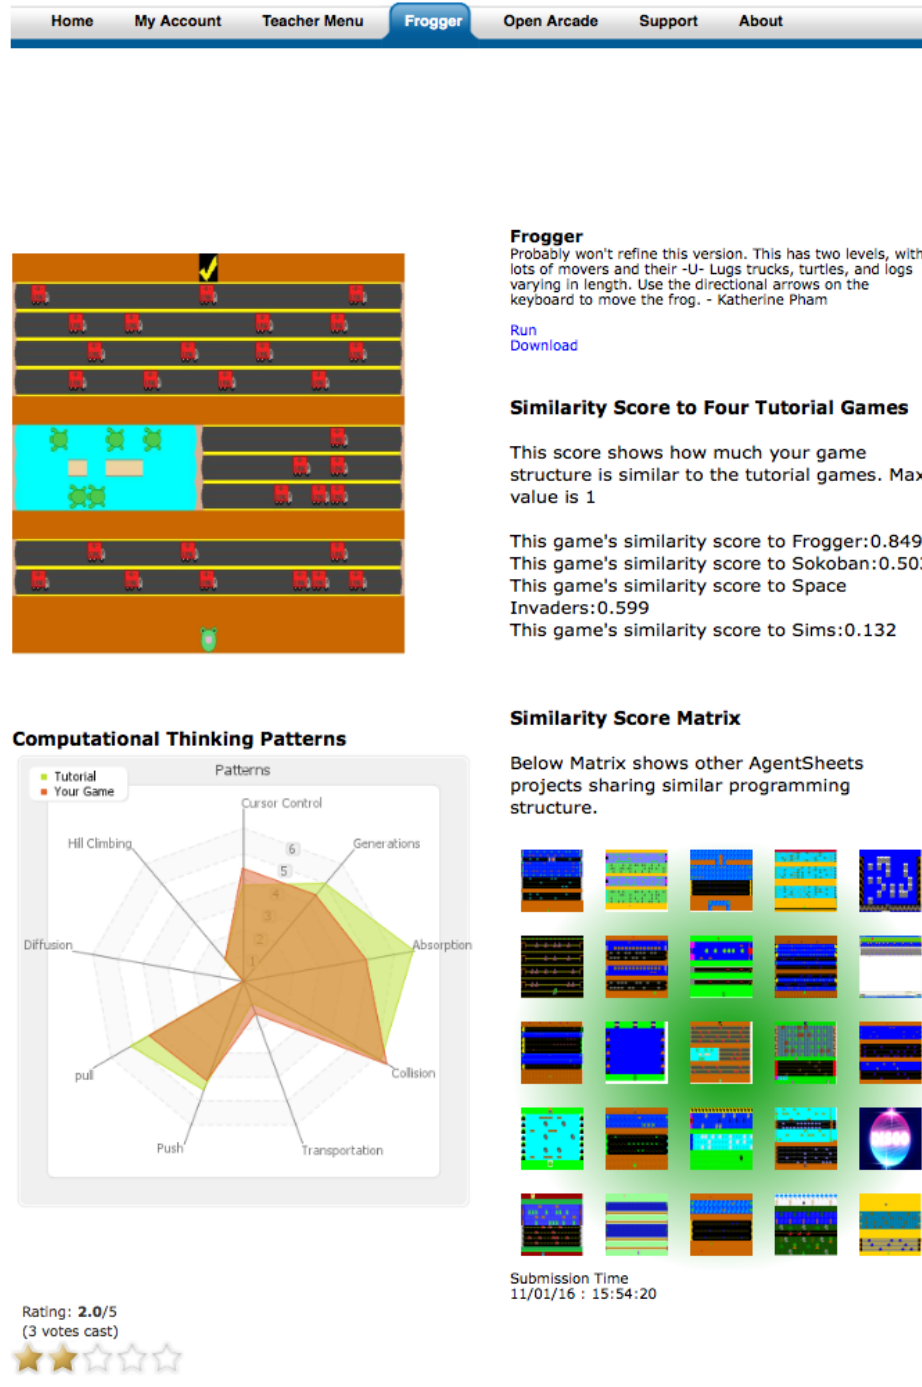 Home My Account Teacher Menu Frogger Open Arcade Support About
Frogger
Probably won't refine this version. This has two levels, with
lots of movers and their -U- Lugs trucks, turtles, and logs
varying in length. Use the directional arrows on the
keyboard to move the frog. - Katherine Pham
Run
Download
Similarity Score to Four Tutorial Games
This score shows how much your game
structure is similar to the tutorial games. Max
value is 1
This game's similarity score to Frogger:0.849
This game's similarity score to Sokoban:0.503
This game's similarity score to Space
Invaders:0.599
This game's similarity score to Sims:0.132
Computational Thinking Patterns
Patterns
Tutorial
Your Game
Cursor Control
Hill Climbing
Generations
6
5
4
3
2
1
Diffusion
Absorption
pull
Collision
Push
Transportation
Similarity Score Matrix
Below Matrix shows other AgentSheets
projects sharing similar programming
structure.
DISCO
Submission Time
11/01/16 : 15:54:20
Rating: 2.0/5
(3 votes cast)